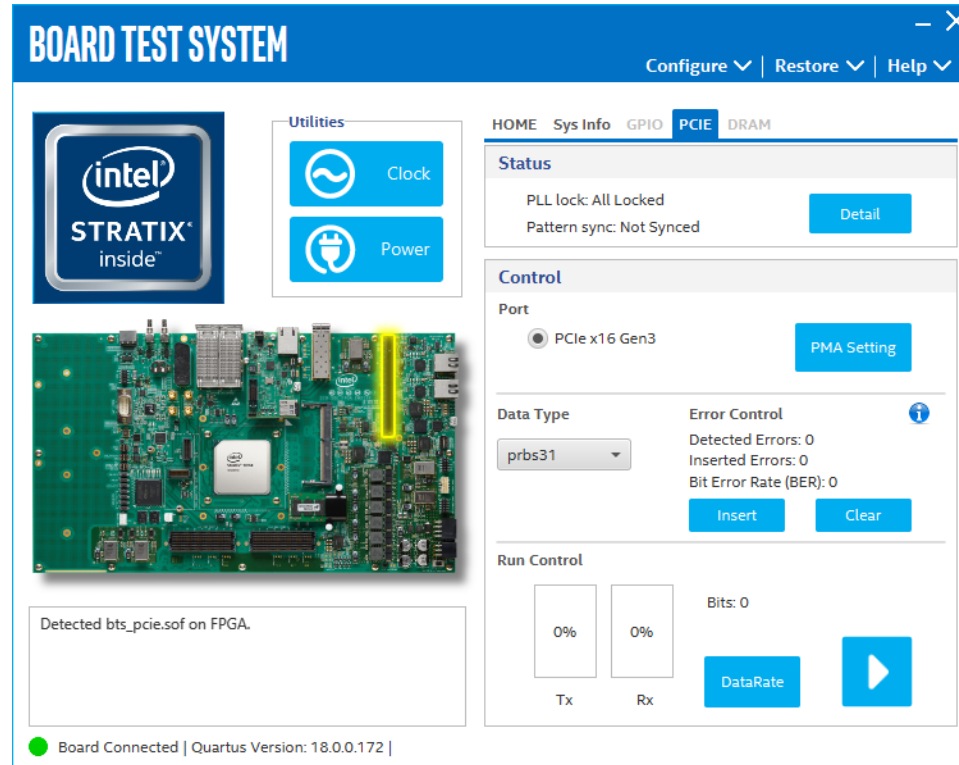 BOARD TEST SYSTEM
Configure | Restore | Help
intel
STRATIX
inside™
Utilities
Clock
Power
HOME Sys Info GPIO PCIE DRAM
Status
PLL lock: All Locked
Pattern sync: Not Synced
Detail
Control
Port
PCIe x16 Gen3
PMA Setting
Data Type
prbs31
Error Control
Detected Errors: 0
Inserted Errors: 0
Bit Error Rate (BER): 0
Insert
Clear
Run Control
0%
0%
Tx
Rx
Bits: 0
DataRate
Detected bts_pcie.sof on FPGA.
Board Connected | Quartus Version: 18.0.0.172 |